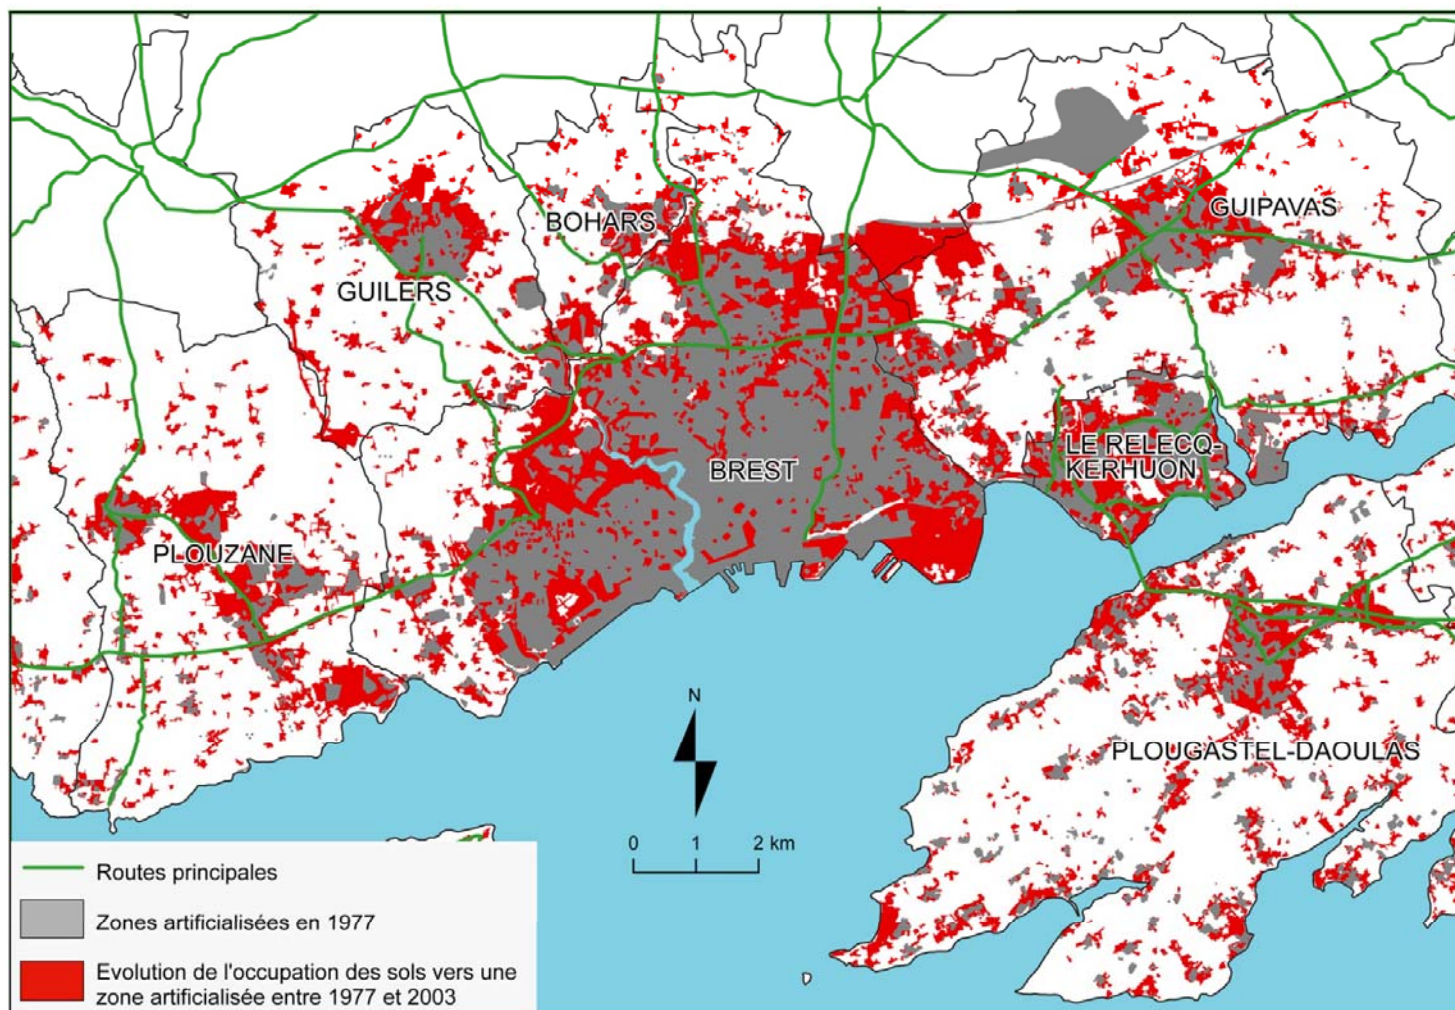 GUIPAVAS
BOHARS
GUILERS
LE RELECQ-
KERHUON
BREST
PLOUZANE
PLOUGASTEL-DAOULAS
N
0 1 2 km
Routes principales
Zones artificialisées en 1977
Evolution de l'occupation des sols vers une
zone artificialisée entre 1977 et 2003